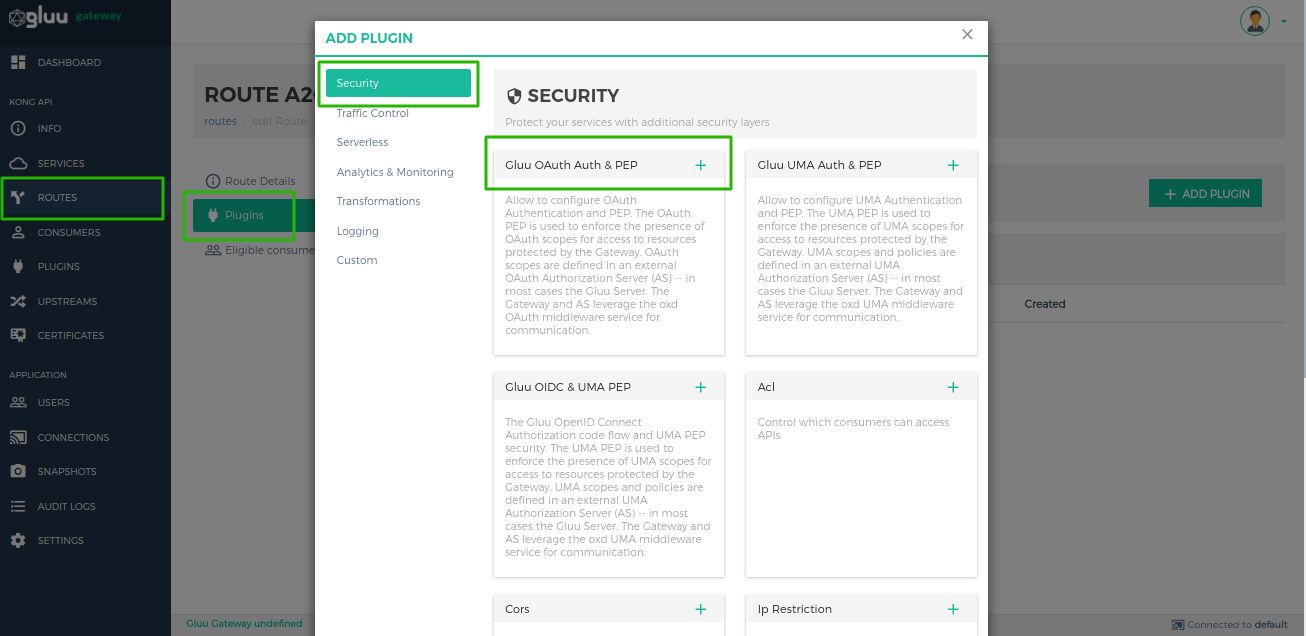 gluu gateway
DASHBOARD
KONG API
INFO
SERVICES
ROUTES
CONSUMERS
PLUGINS
UPSTREAMS
CERTIFICATES
APPLICATION
USERS
CONNECTIONS
SNAPSHOTS
AUDIT LOGS
SETTINGS
ROUTE A2
routes / edit Route
Route Details
Plugins
Eligible consume
ADD PLUGIN
Created
Gluu Gateway undefined
Connected to default
ADD PLUGIN
Security
Traffic Control
Serverless
Analytics & Monitoring
Transformations
Logging
Custom
SECURITY
Protect your services with additional security layers
Gluu OAuth Auth & PEP
Allow to configure OAuth
Authentication and PEP. The OAuth
PEP is used to enforce the presence of
OAuth scopes for access to resources
protected by the Gateway. OAuth
scopes are defined in an external
OAuth Authorization Server (AS) -- in
most cases the Gluu Server. The
Gateway and AS leverage the oxd
OAuth middleware service for
communication.
Gluu UMA Auth & PEP
Allow to configure UMA Authentication
and PEP. The UMA PEP is used to
enforce the presence of UMA scopes for
access to resources protected by the
Gateway. UMA scopes and policies are
defined in an external UMA
Authorization Server (AS) -- in most
cases the Gluu Server. The Gateway and
AS leverage the oxd UMA middleware
service for communication.
Gluu OIDC & UMA PEP
The Gluu OpenID Connect
Authorization code flow and UMA PEP
security. The UMA PEP is used to
enforce the presence of UMA scopes for
access to resources protected by the
Gateway. UMA scopes and policies are
defined in an external UMA
Authorization Server (AS) -- in most
cases the Gluu Server. The Gateway and
AS leverage the oxd UMA middleware
service for communication.
Acl
Control which consumers can access
APIs
Cors
Ip Restriction